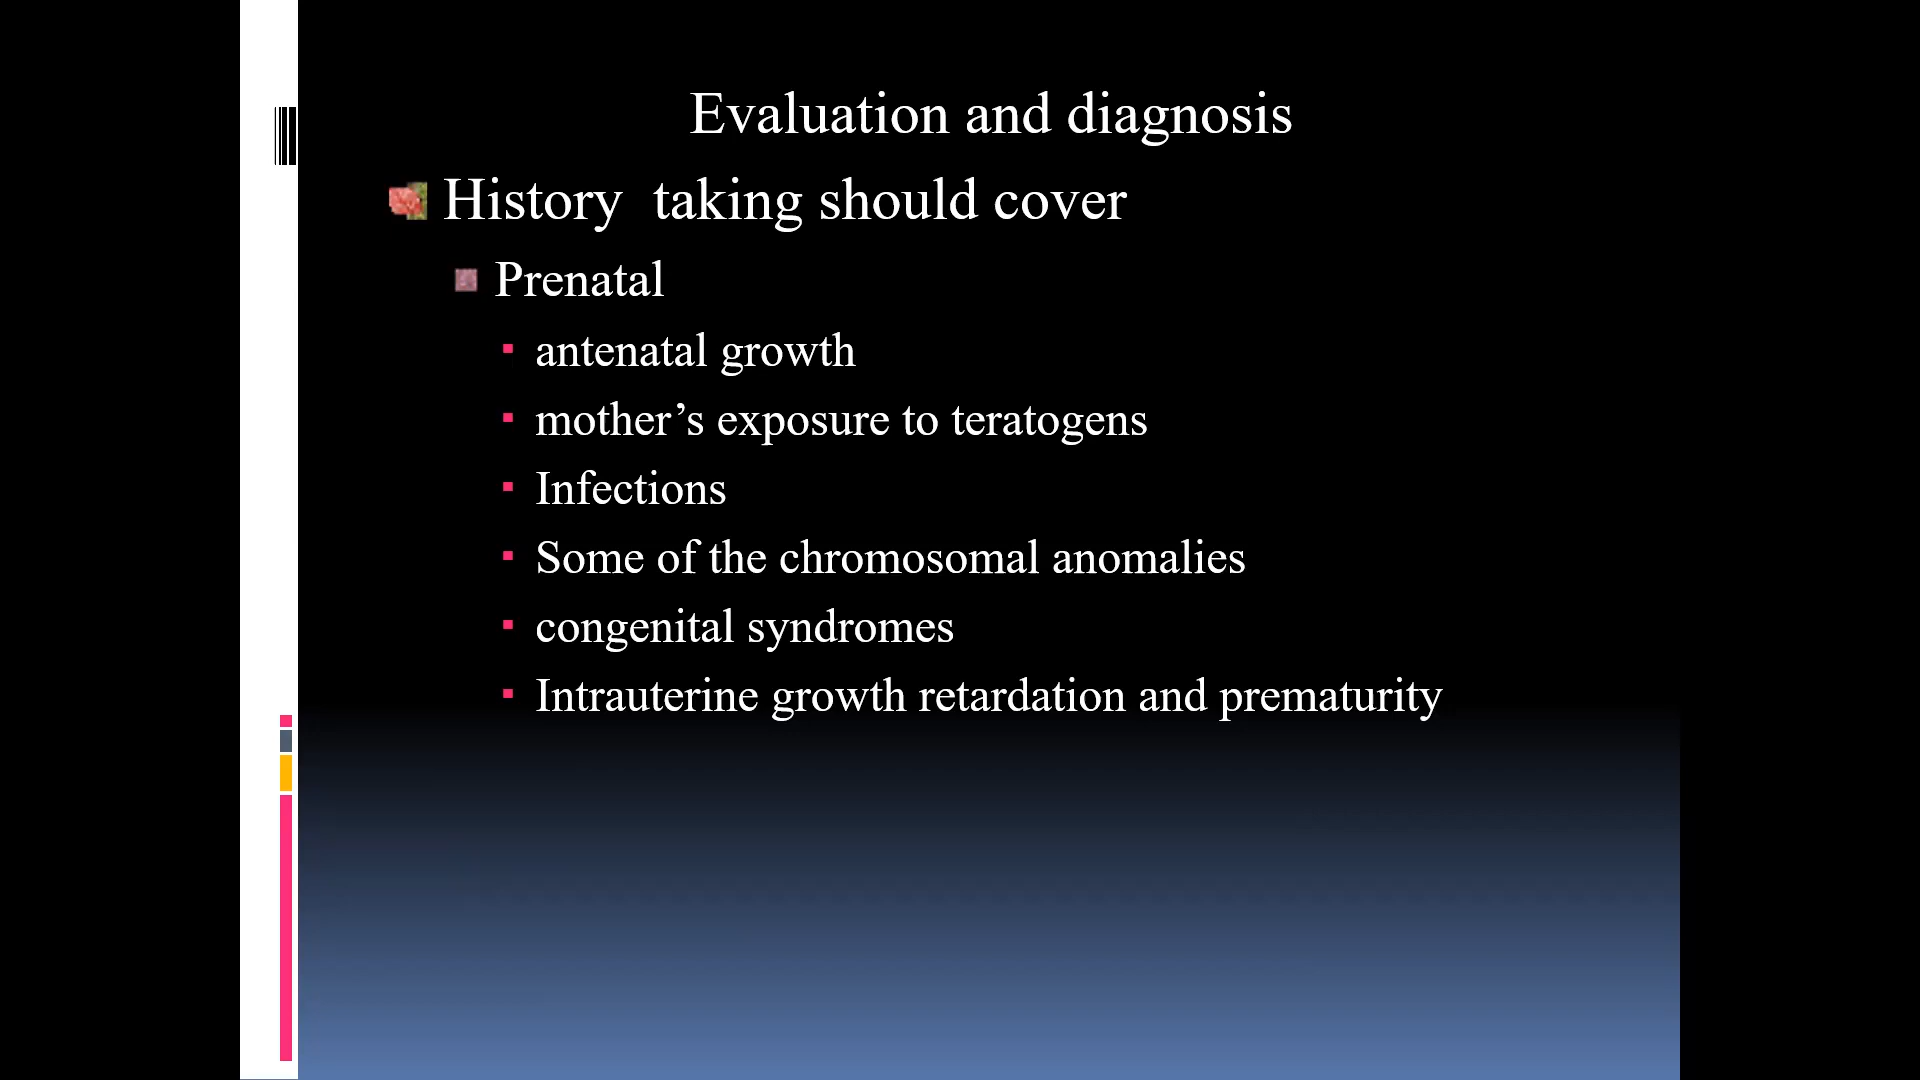 Evaluation and diagnosis
History  taking should cover
Prenatal
antenatal growth
mother’s exposure to teratogens
Infections
Some of the chromosomal anomalies
congenital syndromes
Intrauterine growth retardation and prematurity